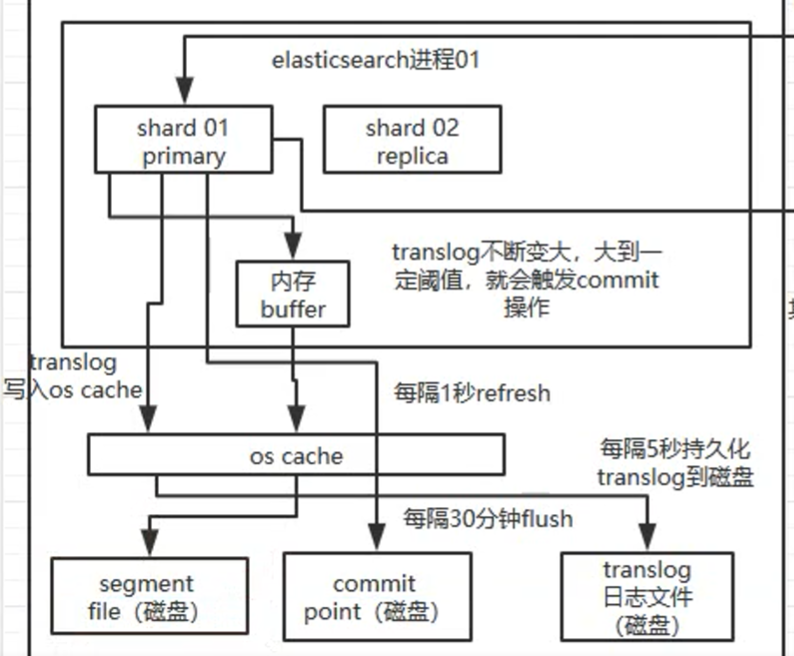 elasticsearch进程01
shard 01
primary
shard 02
replica
translog不断变大，大到一
定阈值，就会触发commit
操作
内存
buffer
translog
写入os cache
每隔1秒refresh
os cache
每隔5秒持久化
translog到磁盘
每隔30分钟flush
segment
file（磁盘）
commit
point（磁盘）
translog
日志文件
（磁盘）